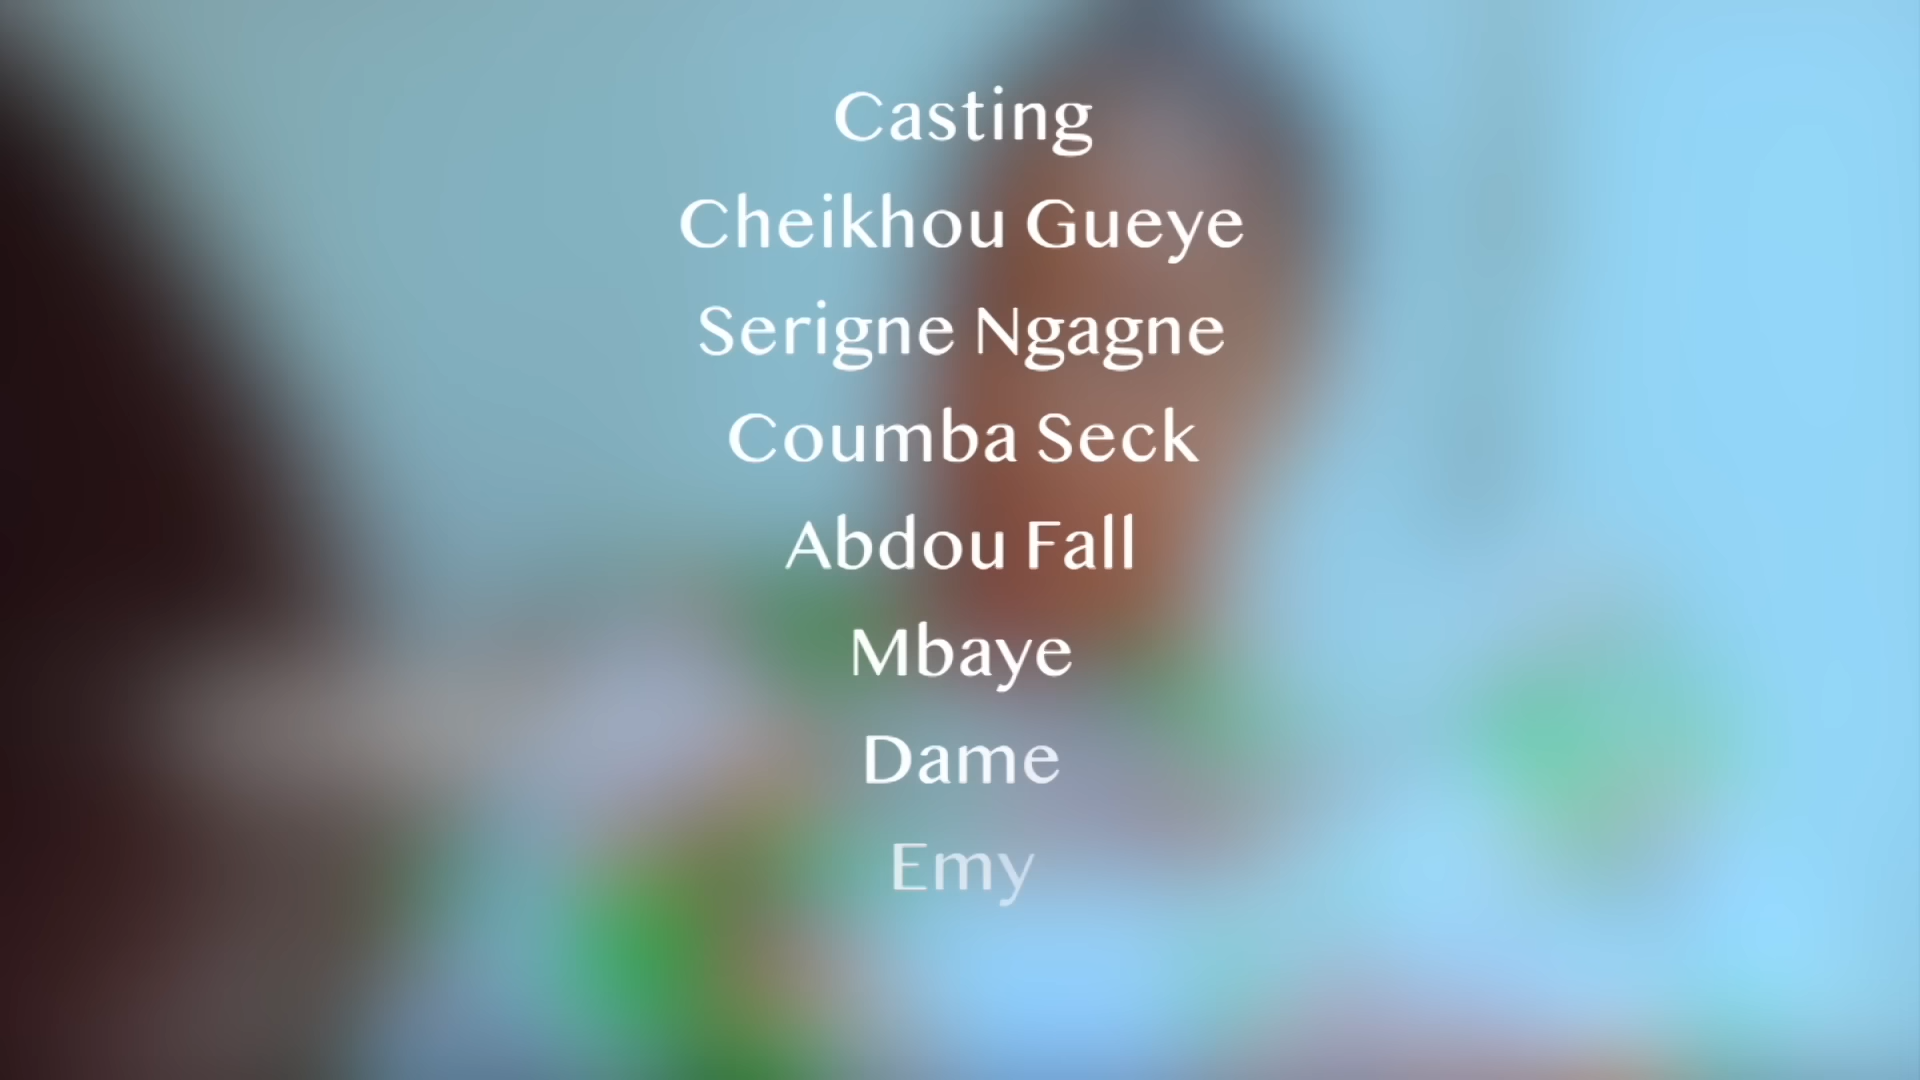 Casting
Cheikhou Gueye
Serigne Ngagne
Coumba Seck
Abdou Fall
Mbaye
Dame
Emy